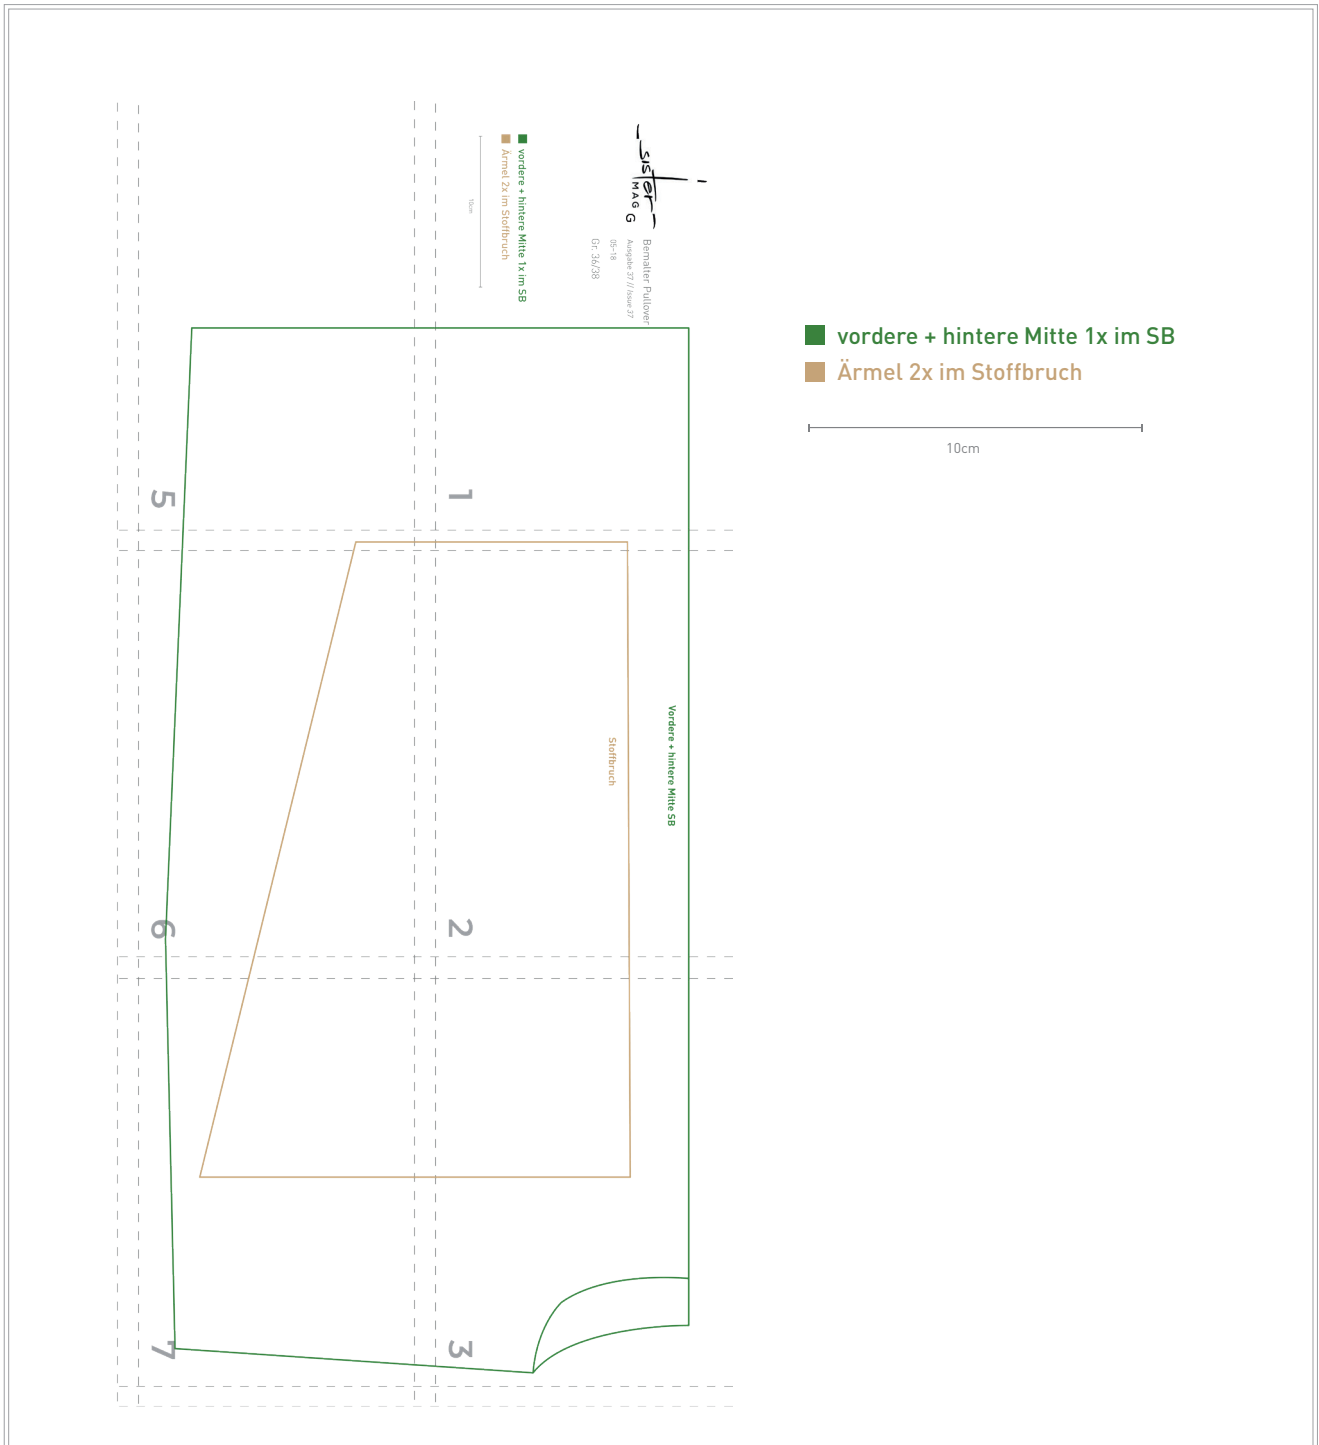 sister
MAG
G
Bemalter Pullover
Ausgabe 37 // Issue 37
05-18
Gr. 36/38
vordere + hintere Mitte 1x im SB
Ärmel 2x im Stoffbruch
10cm
vordere + hintere Mitte 1x im SB
Ärmel 2x im Stoffbruch
10cm
5
1
Vordere + hintere Mitte SB
Stoffbruch
6
2
7
3